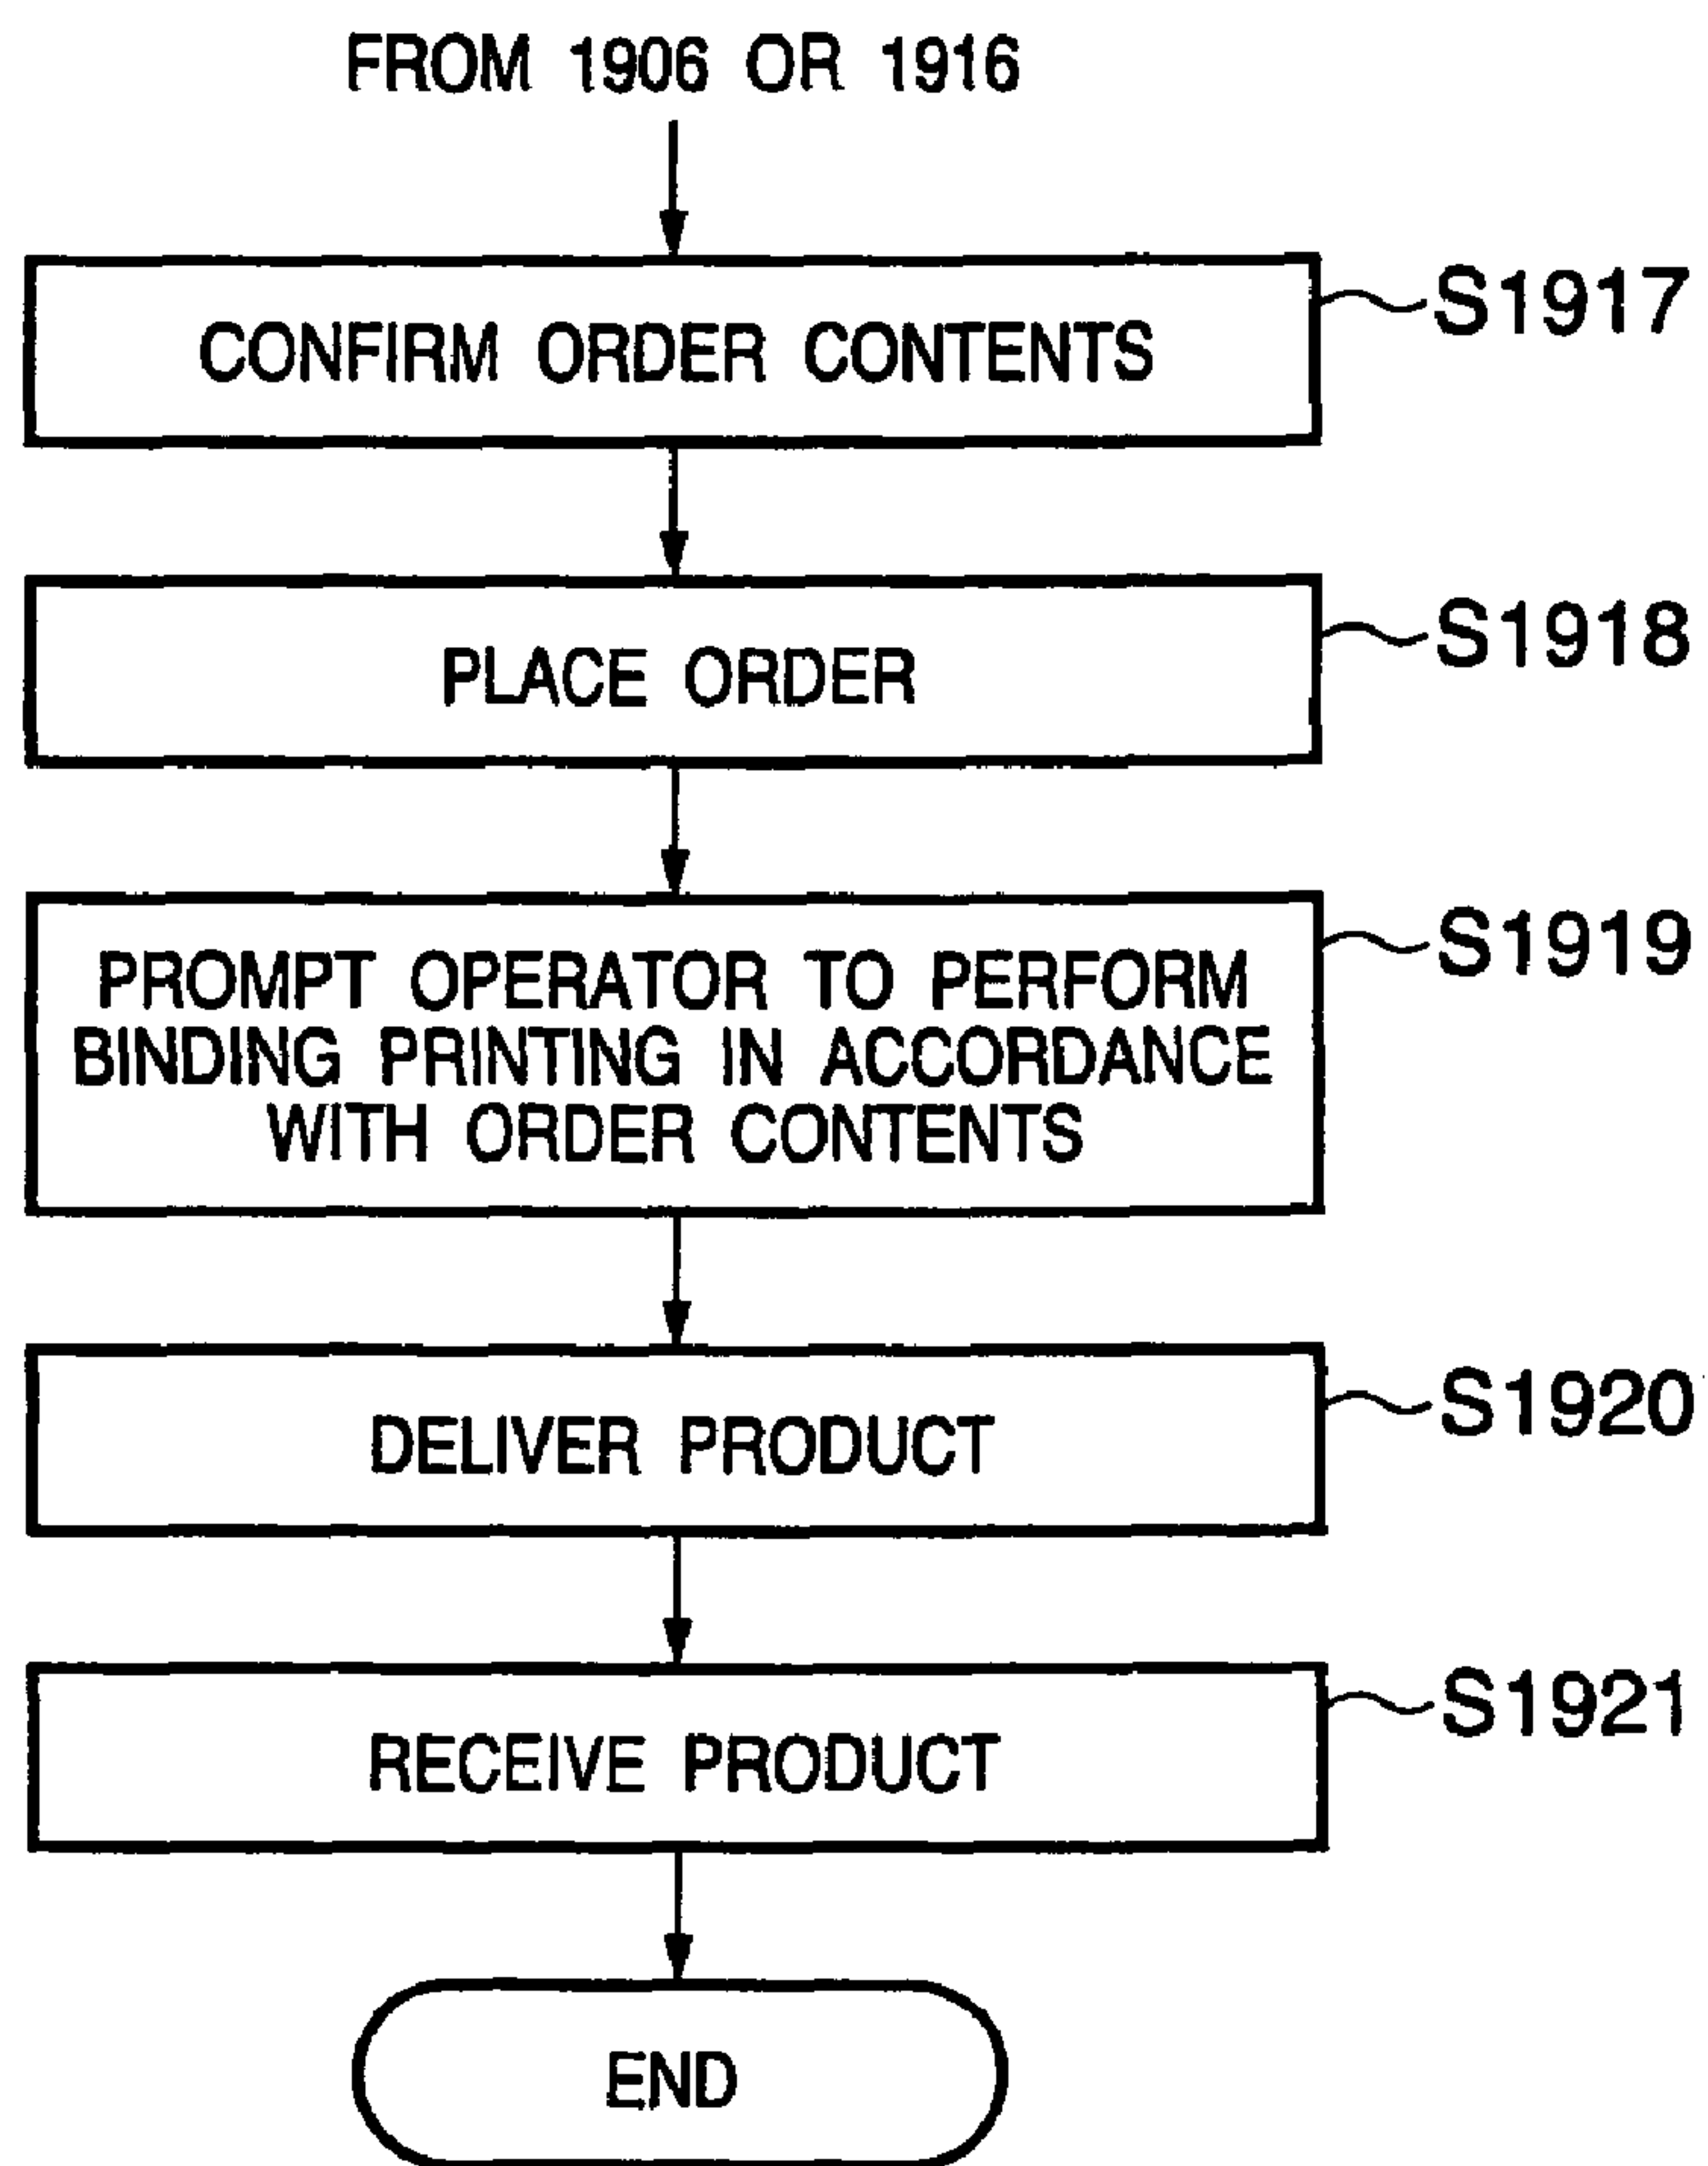 FROM 1906 OR 1916
CONFIRM ORDER CONTENTS
S1917
PLACE ORDER
S1918
PROMPT OPERATOR TO PERFORM
BINDING PRINTING IN ACCORDANCE
WITH ORDER CONTENTS
S1919
DELIVER PRODUCT
S1920
RECEIVE PRODUCT
S1921
END